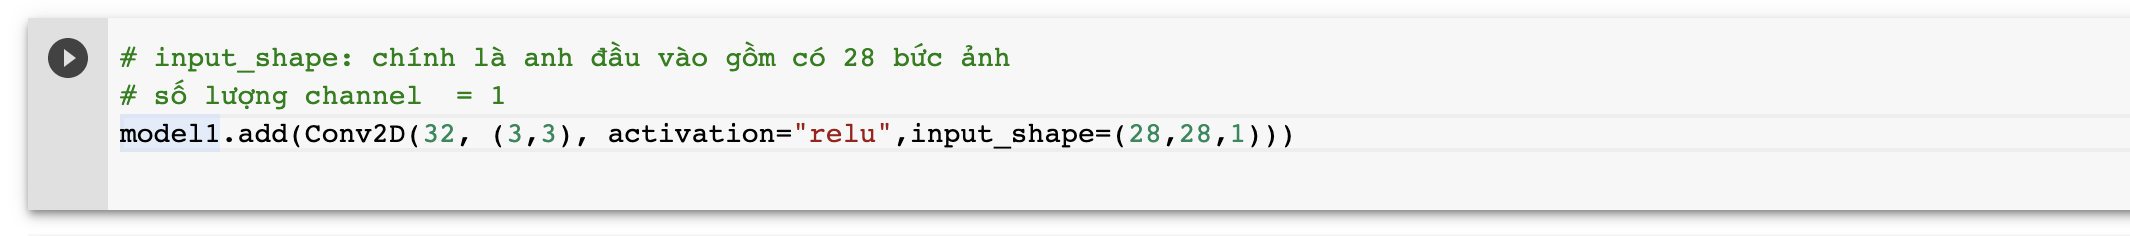 # input_shape: chính là anh đầu vào gồm có 28 bức ảnh
# số lượng channel  = 1
model1.add(Conv2D(32, (3,3), activation="relu",input_shape=(28,28,1)))